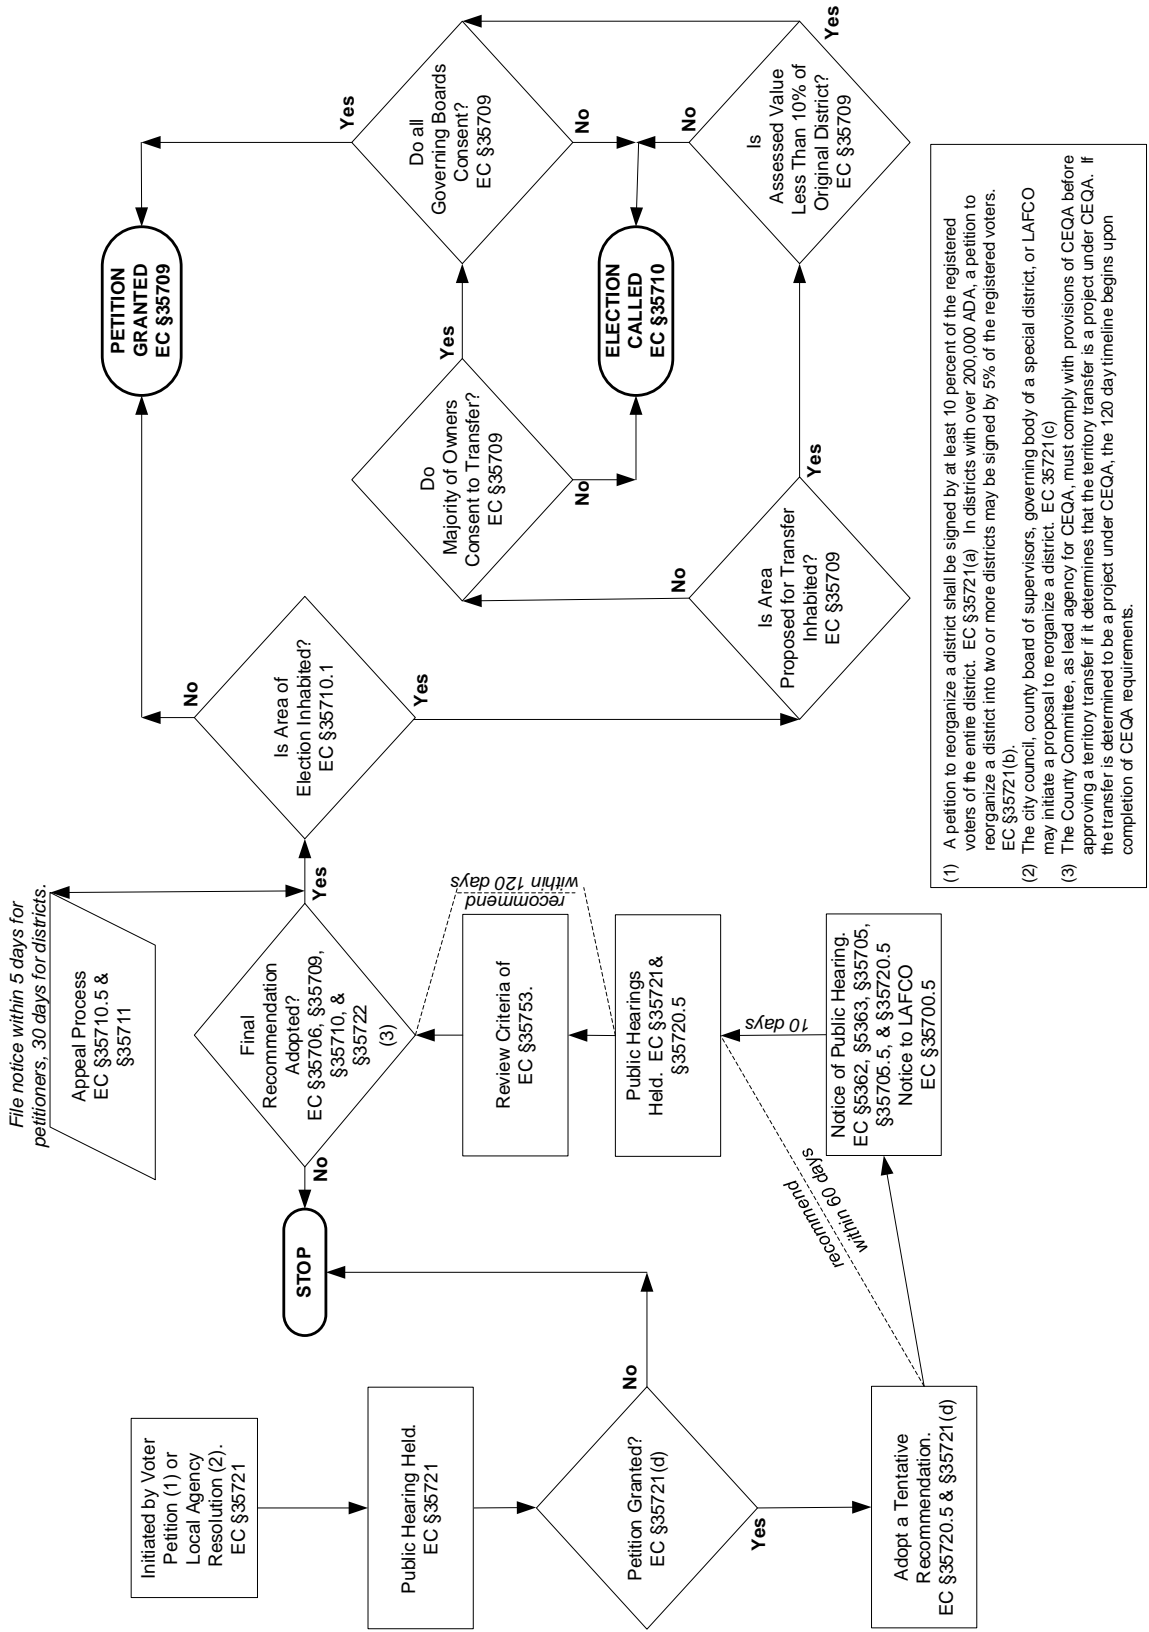 Initiated by Voter
Petition (1) or
Local Agency
Resolution (2).
EC §35721
Public Hearing Held.
EC §35721
Petition Granted?
EC §35721(d)
No
Yes
Adopt a Tentative
Recommendation.
EC §35720.5 & §35721(d)
STOP
recommend
within 60 days
Notice of Public Hearing.
EC §5362, §5363, §35705,
§35705.5, & §35720.5
Notice to LAFCO
EC §35700.5
10 days
Public Hearings
Held. EC §35721&
§35720.5
Review Criteria of
EC §35753.
recommend
within 120 days
Final
Recommendation
Adopted?
EC §35706, §35709,
§35710, &
§35722
(3)
No
Yes
File notice within 5 days for
petitioners, 30 days for districts.
Appeal Process
EC §35710.5 &
§35711
Is Area of
Election Inhabited?
EC §35710.1
No
Yes
PETITION
GRANTED
EC §35709
Is Area
Proposed for Transfer
Inhabited?
EC §35709
No
Yes
Do
Majority of Owners
Consent to Transfer?
EC §35709
Yes
No
ELECTION
CALLED
EC §35710
Do all
Governing Boards
Consent?
EC §35709
Yes
No
Is
Assessed Value
Less Than 10% of
Original District?
EC §35709
No
Yes
(1) A petition to reorganize a district shall be signed by at least 10 percent of the registered
voters of the entire district. EC §35721(a) In districts with over 200,000 ADA, a petition to
reorganize a district into two or more districts may be signed by 5% of the registered voters.
EC §35721(b).
(2) The city council, county board of supervisors, governing body of a special district, or LAFCO
may initiate a proposal to reorganize a district. EC 35721(c)
(3) The County Committee, as lead agency for CEQA, must comply with provisions of CEQA before
approving a territory transfer if it determines that the territory transfer is a project under CEQA. If
the transfer is determined to be a project under CEQA, the 120 day timeline begins upon
completion of CEQA requirements.